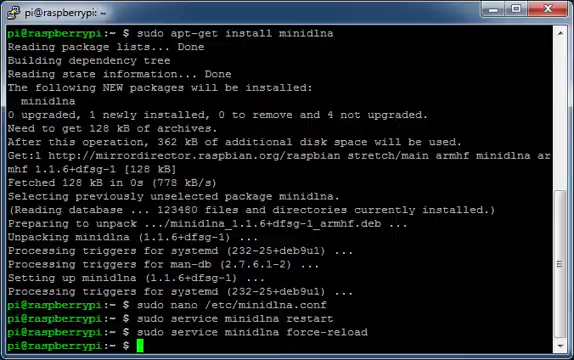 pi@raspberrypi: ~
pi@raspberrypi:~ $ sudo apt-get install minidlna
Reading package lists... Done
Building dependency tree
Reading state information... Done
The following NEW packages will be installed:
  minidlna
0 upgraded, 1 newly installed, 0 to remove and 4 not upgraded.
Need to get 128 kB of archives.
After this operation, 362 kB of additional disk space will be used.
Get:1 http://mirrordirector.raspbian.org/raspbian stretch/main armhf minidlna ar
mhf 1.1.6+dfsg-1 [128 kB]
Fetched 128 kB in 0s (778 kB/s)
Selecting previously unselected package minidlna.
(Reading database ... 123480 files and directories currently installed.)
Preparing to unpack .../minidlna_1.1.6+dfsg-1_armhf.deb ...
Unpacking minidlna (1.1.6+dfsg-1) ...
Processing triggers for systemd (232-25+deb9u1) ...
Processing triggers for man-db (2.7.6.1-2) ...
Setting up minidlna (1.1.6+dfsg-1) ...
Processing triggers for systemd (232-25+deb9u1) ...
pi@raspberrypi:~ $ sudo nano /etc/minidlna.conf
pi@raspberrypi:~ $ sudo service minidlna restart
pi@raspberrypi:~ $ sudo service minidlna force-reload
pi@raspberrypi:~ $